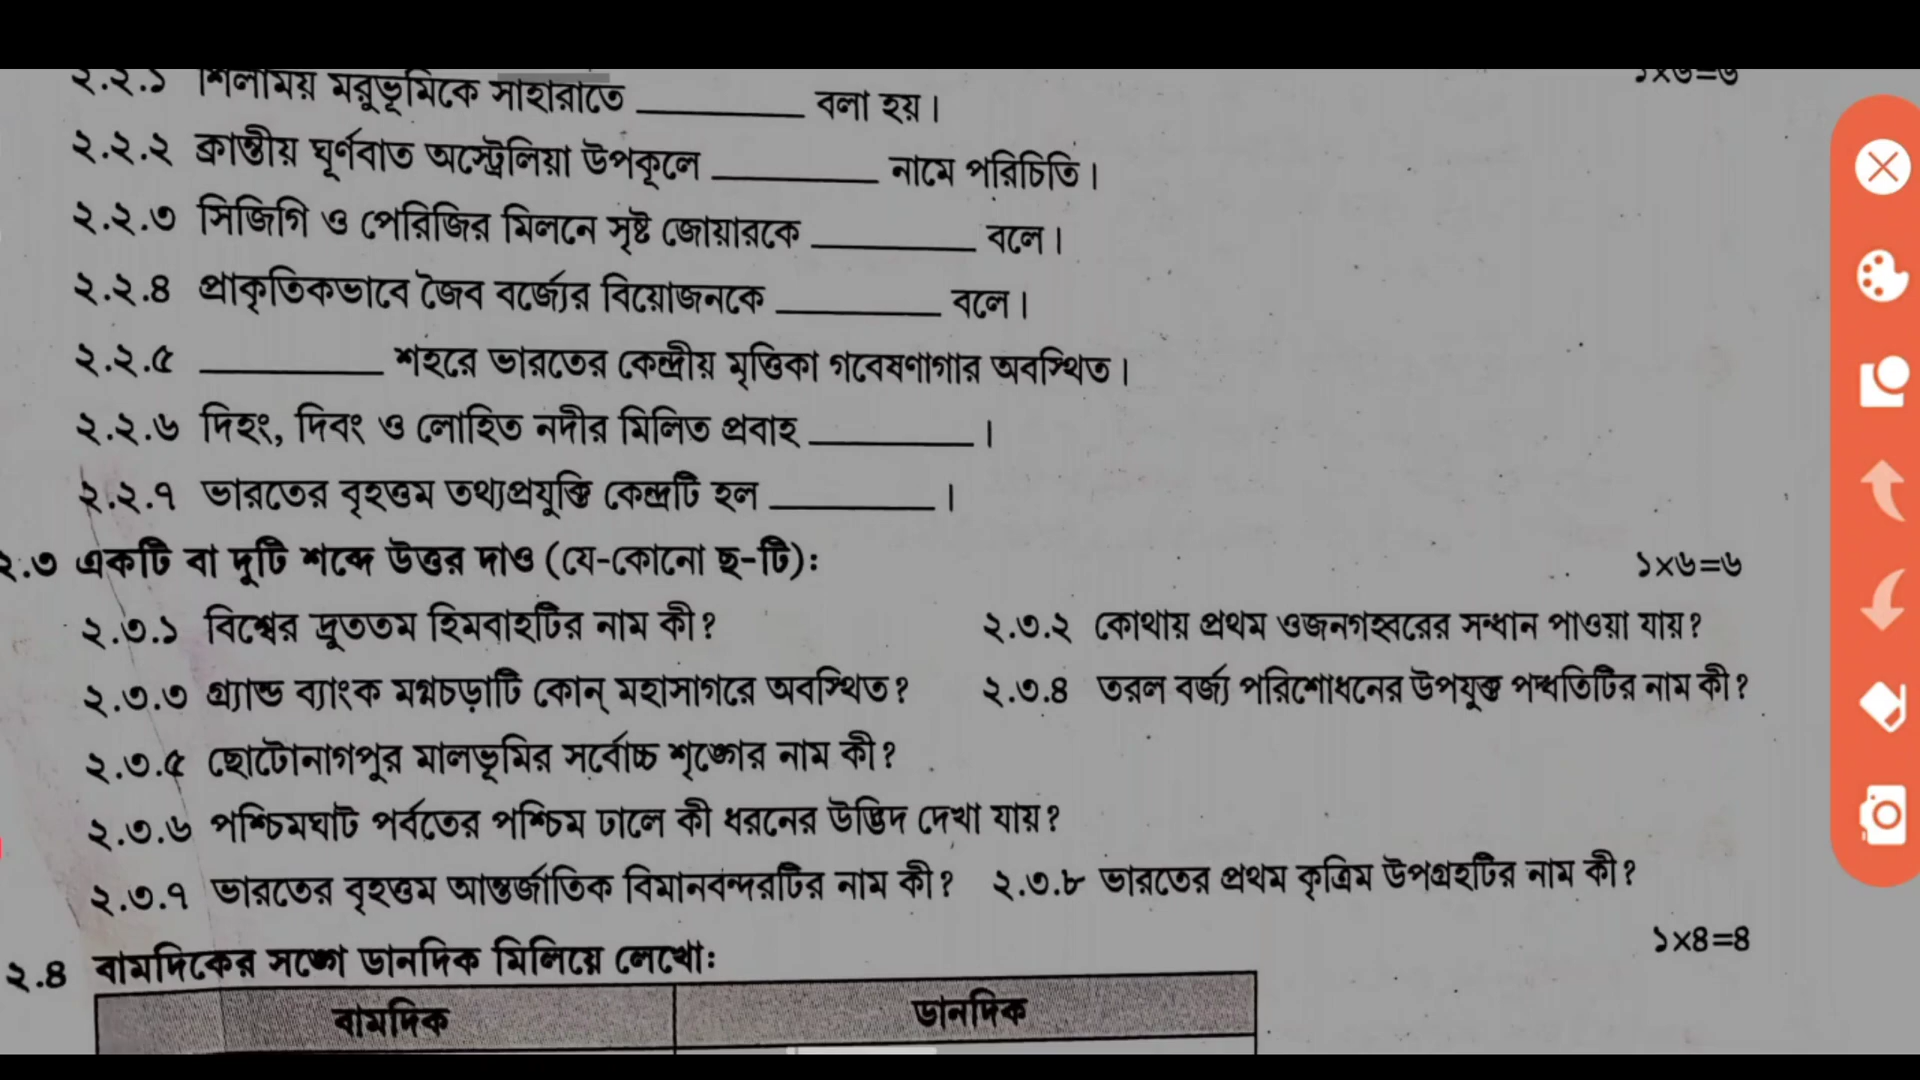 ২.২.১ শিলাময় মরুভূমিকে সাহারাতে ________ বলা হয়। ১×৬=৬
২.২.২ ক্রান্তীয় ঘূর্ণবাত অস্ট্রেলিয়া উপকূলে ________ নামে পরিচিতি।
২.২.৩ সিজিগি ও পেরিজির মিলনে সৃষ্ট জোয়ারকে ________ বলে।
২.২.৪ প্রাকৃতিকভাবে জৈব বর্জ্যের বিয়োজনকে ________ বলে।
২.২.৫ ________ শহরে ভারতের কেন্দ্রীয় মৃত্তিকা গবেষণাগার অবস্থিত।
২.২.৬ দিহং, দিবং ও লোহিত নদীর মিলিত প্রবাহ ________।
২.২.৭ ভারতের বৃহত্তম তথ্যপ্রযুক্তি কেন্দ্রটি হল ________।
২.৩ একটি বা দুটি শব্দে উত্তর দাও (যে-কোনো ছ-টি): ১×৬=৬
২.৩.১ বিশ্বের দ্রুততম হিমবাহটির নাম কী? ২.৩.২ কোথায় প্রথম ওজনগহ্বরের সন্ধান পাওয়া যায়?
২.৩.৩ গ্র্যান্ড ব্যাংক মগ্নচড়াটি কোন্ মহাসাগরে অবস্থিত? ২.৩.৪ তরল বর্জ্য পরিশোধনের উপযুক্ত পদ্ধতিটির নাম কী?
২.৩.৫ ছোটোনাগপুর মালভূমির সর্বোচ্চ শৃঙ্গের নাম কী?
২.৩.৬ পশ্চিমঘাট পর্বতের পশ্চিম ঢালে কী ধরনের উদ্ভিদ দেখা যায়?
২.৩.৭ ভারতের বৃহত্তম আন্তর্জাতিক বিমানবন্দরটির নাম কী? ২.৩.৮ ভারতের প্রথম কৃত্রিম উপগ্রহটির নাম কী?
২.৪ বামদিকের সঙ্গে ডানদিক মিলিয়ে লেখো: ১×৪=৪
বামদিক ডানদিক